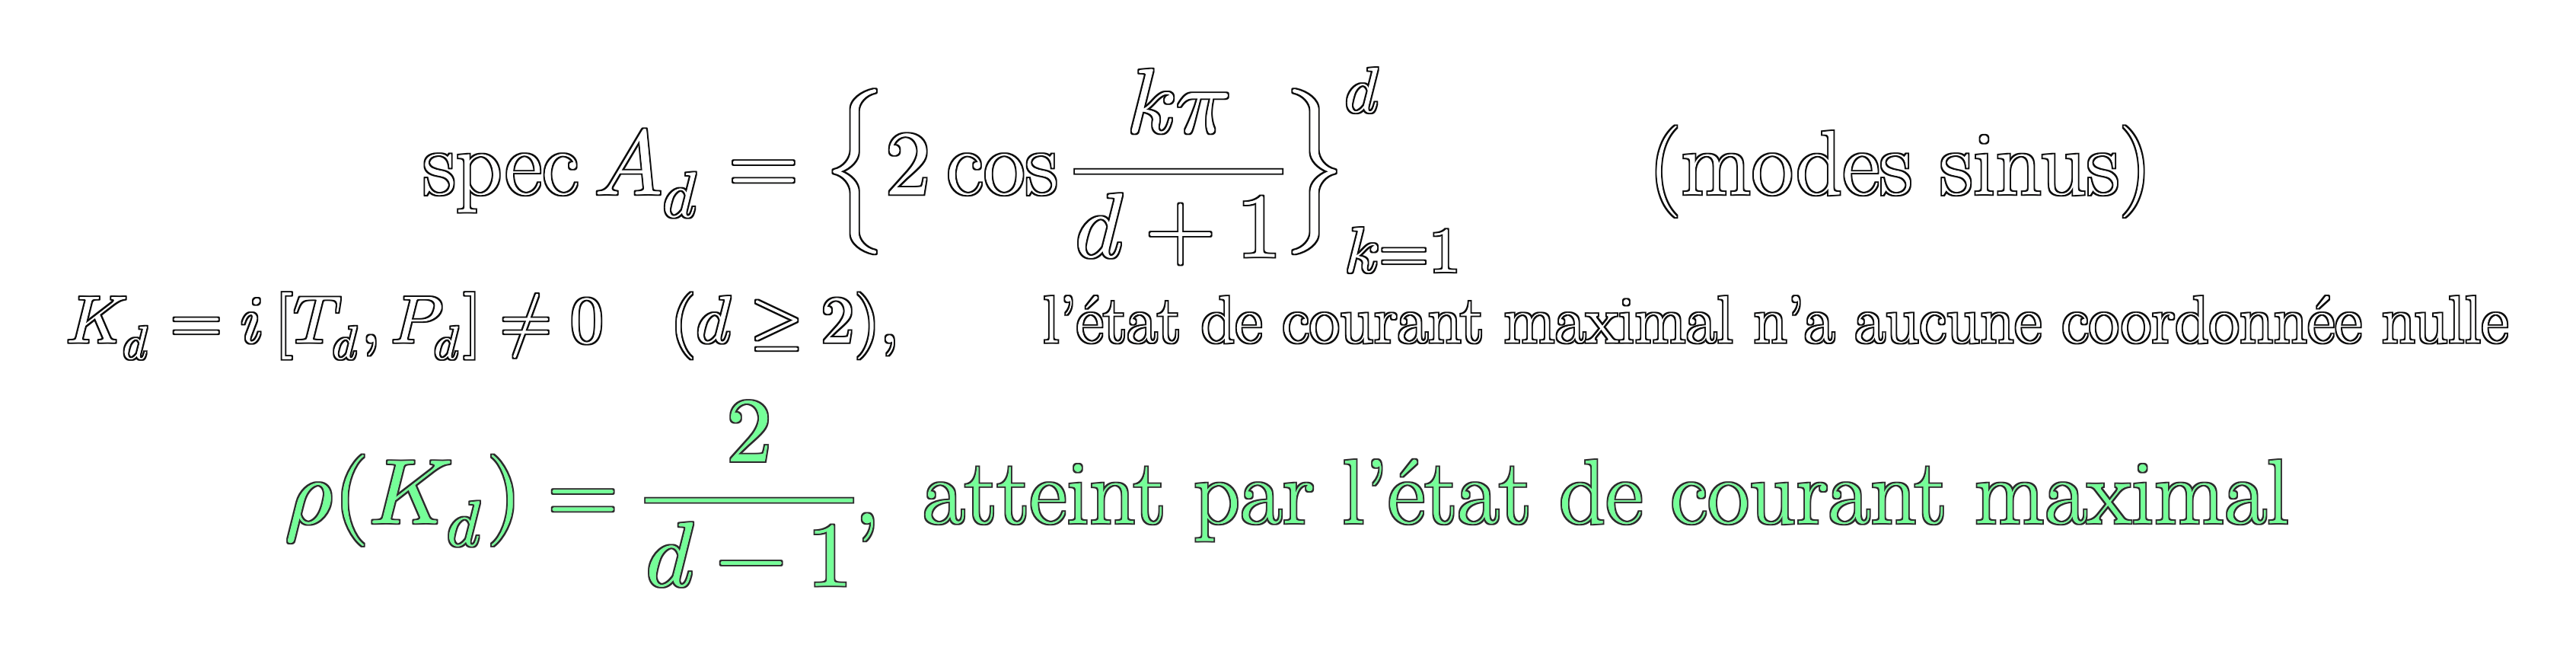 spec A_d = { 2 cos kπ/(d + 1) }_{k=1}^d (modes sinus)
K_d = i [T_d, P_d] ≠ 0 (d ≥ 2), l’état de courant maximal n’a aucune coordonnée nulle
ρ(K_d) = 2/(d − 1), atteint par l’état de courant maximal